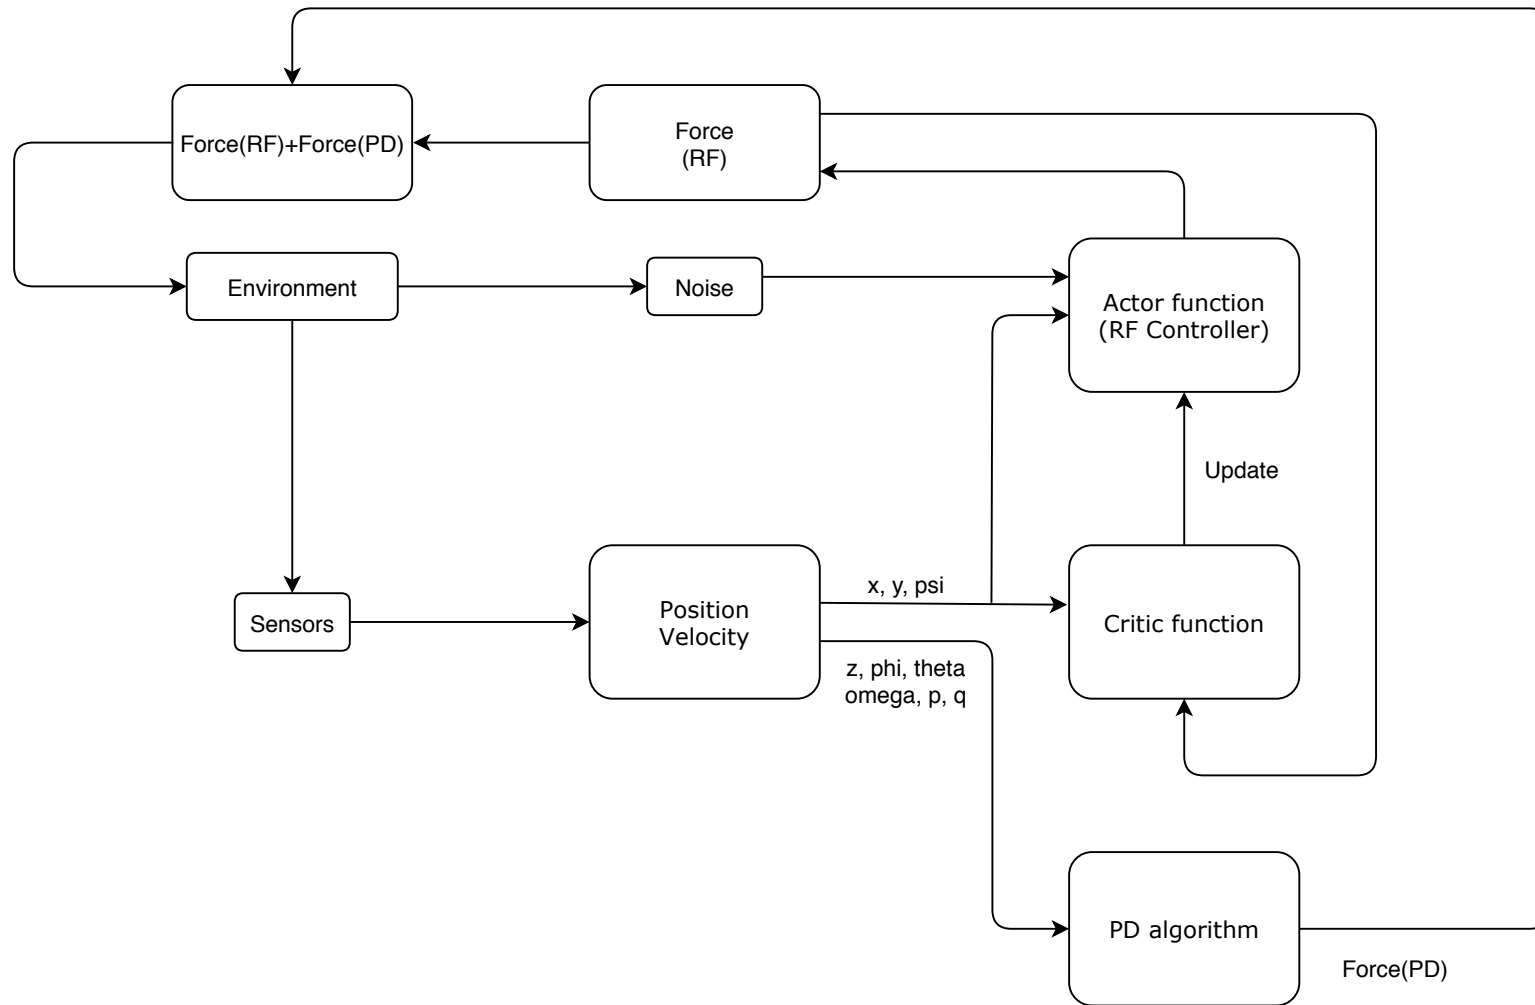 Force(RF)+Force(PD)
Force
(RF)
Environment
Noise
Actor function
(RF Controller)
Update
Sensors
Position
Velocity
x, y, psi
z, phi, theta
omega, p, q
Critic function
PD algorithm
Force(PD)